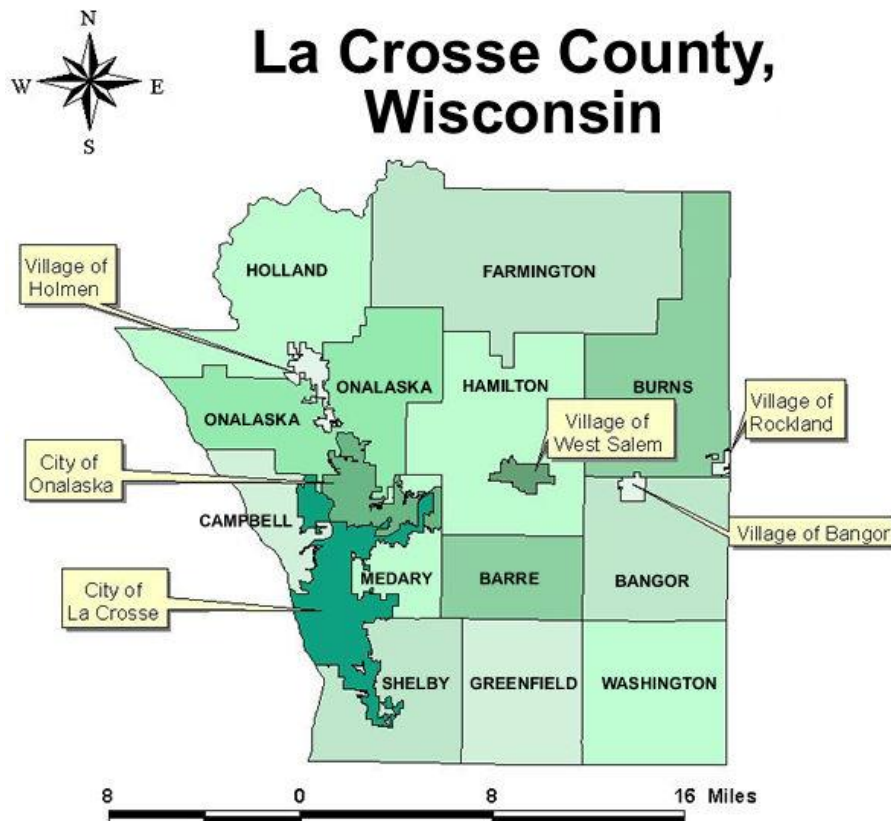 N
W E
S
La Crosse County,
Wisconsin
HOLLAND
FARMINGTON
Village of
Holmen
ONALASKA
HAMILTON
BURNS
ONALASKA
Village of
West Salem
Village of
Rockland
City of
Onalaska
CAMPBELL
Village of Bangor
MEDARY
BARRE
BANGOR
City of
La Crosse
SHELBY
GREENFIELD
WASHINGTON
8 0 8 16 Miles